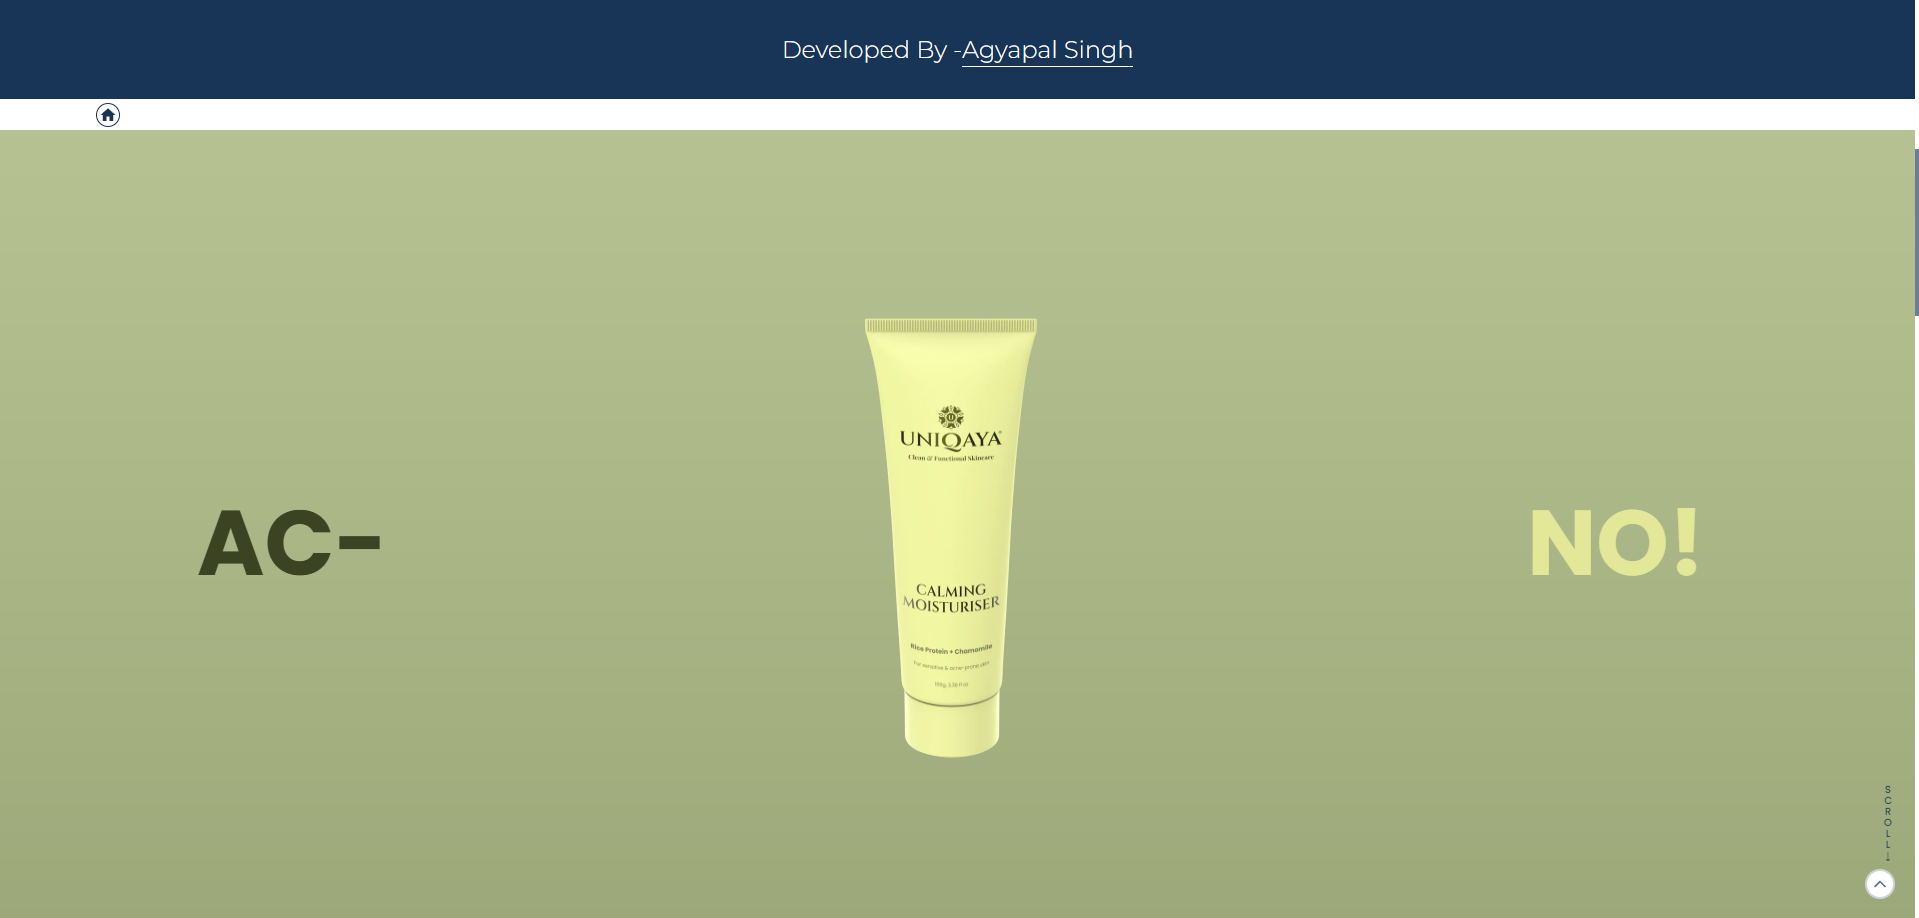 Developed By -Agyapal Singh
AC-
NO!
UNIQAYA
Clean & Functional Skincare
CALMING
MOISTURISER
Rice Protein + Chamomile
For sensitive & acne-prone skin
SCROLL↓